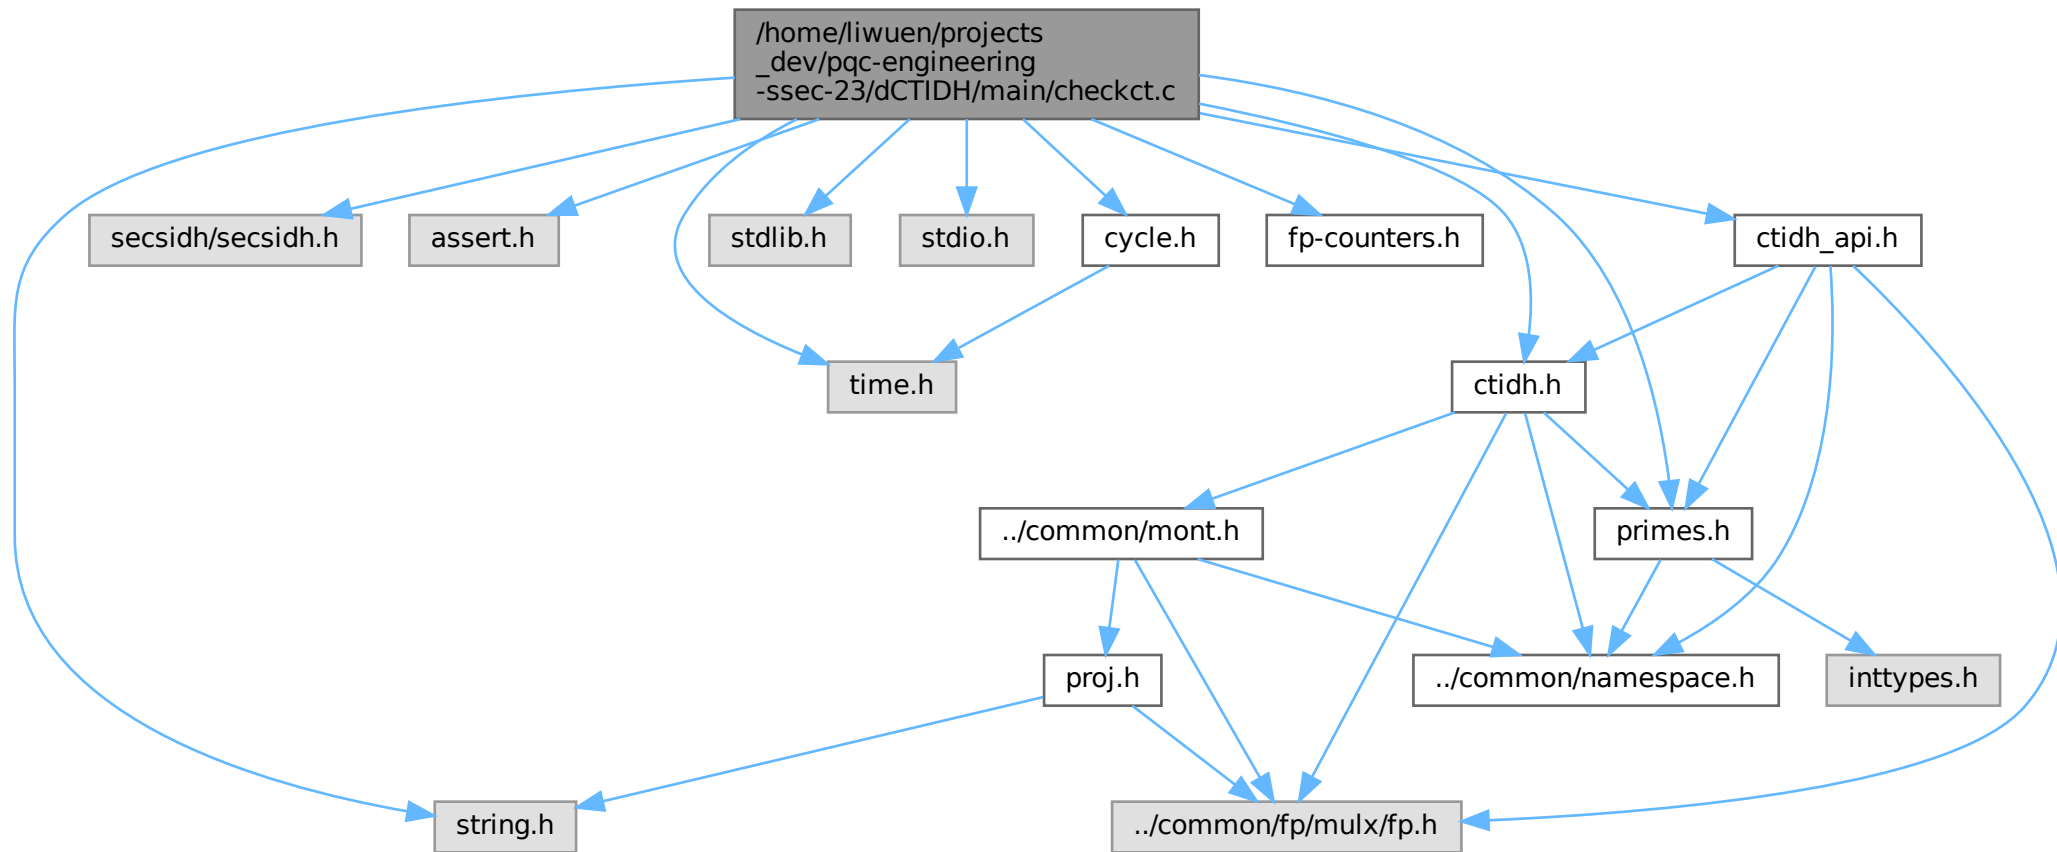 /home/liwuen/projects
_dev/pqc-engineering
-ssec-23/dCTIDH/main/checkct.c
secsidh/secsidh.h
assert.h
stdlib.h
stdio.h
cycle.h
fp-counters.h
ctidh_api.h
time.h
ctidh.h
../common/mont.h
primes.h
proj.h
../common/namespace.h
inttypes.h
string.h
../common/fp/mulx/fp.h